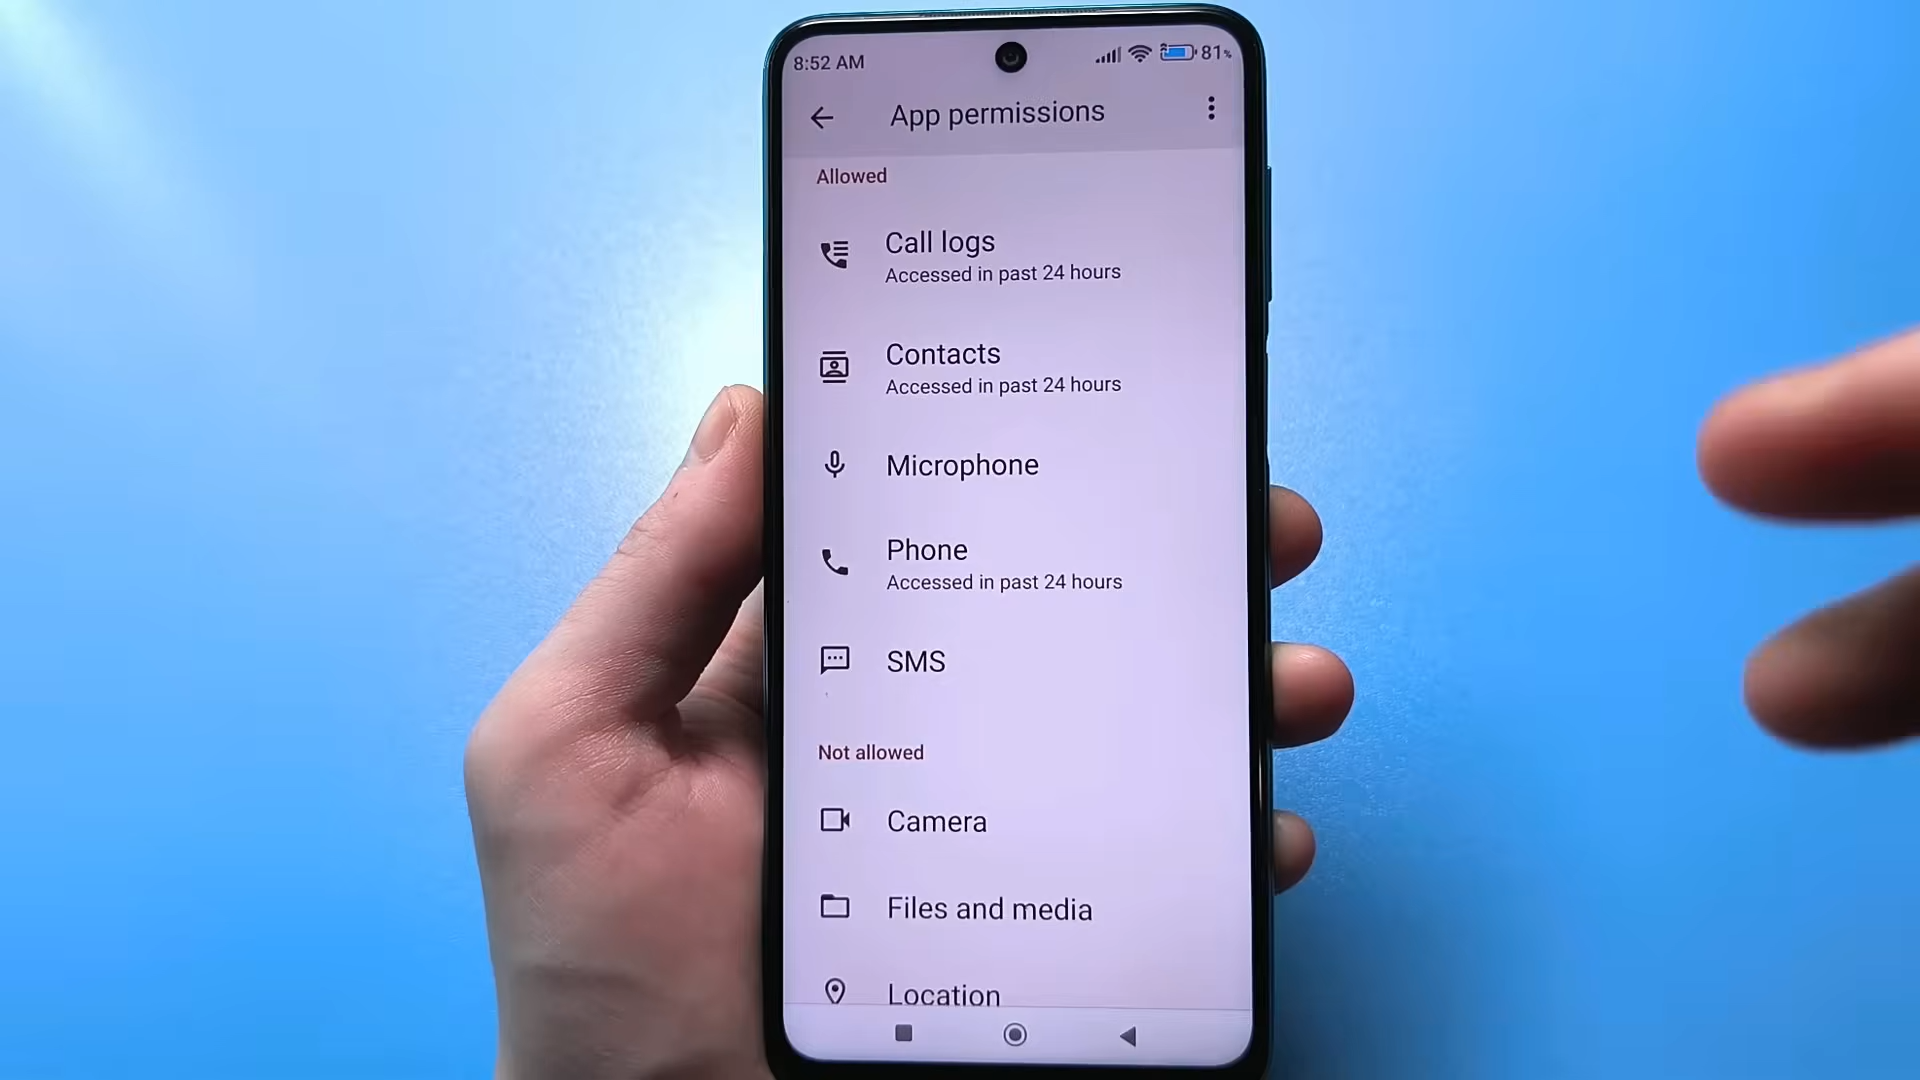 8:52 AM
81%
App permissions
Allowed
Call logs
Accessed in past 24 hours
Contacts
Accessed in past 24 hours
Microphone
Phone
Accessed in past 24 hours
SMS
Not allowed
Camera
Files and media
Location